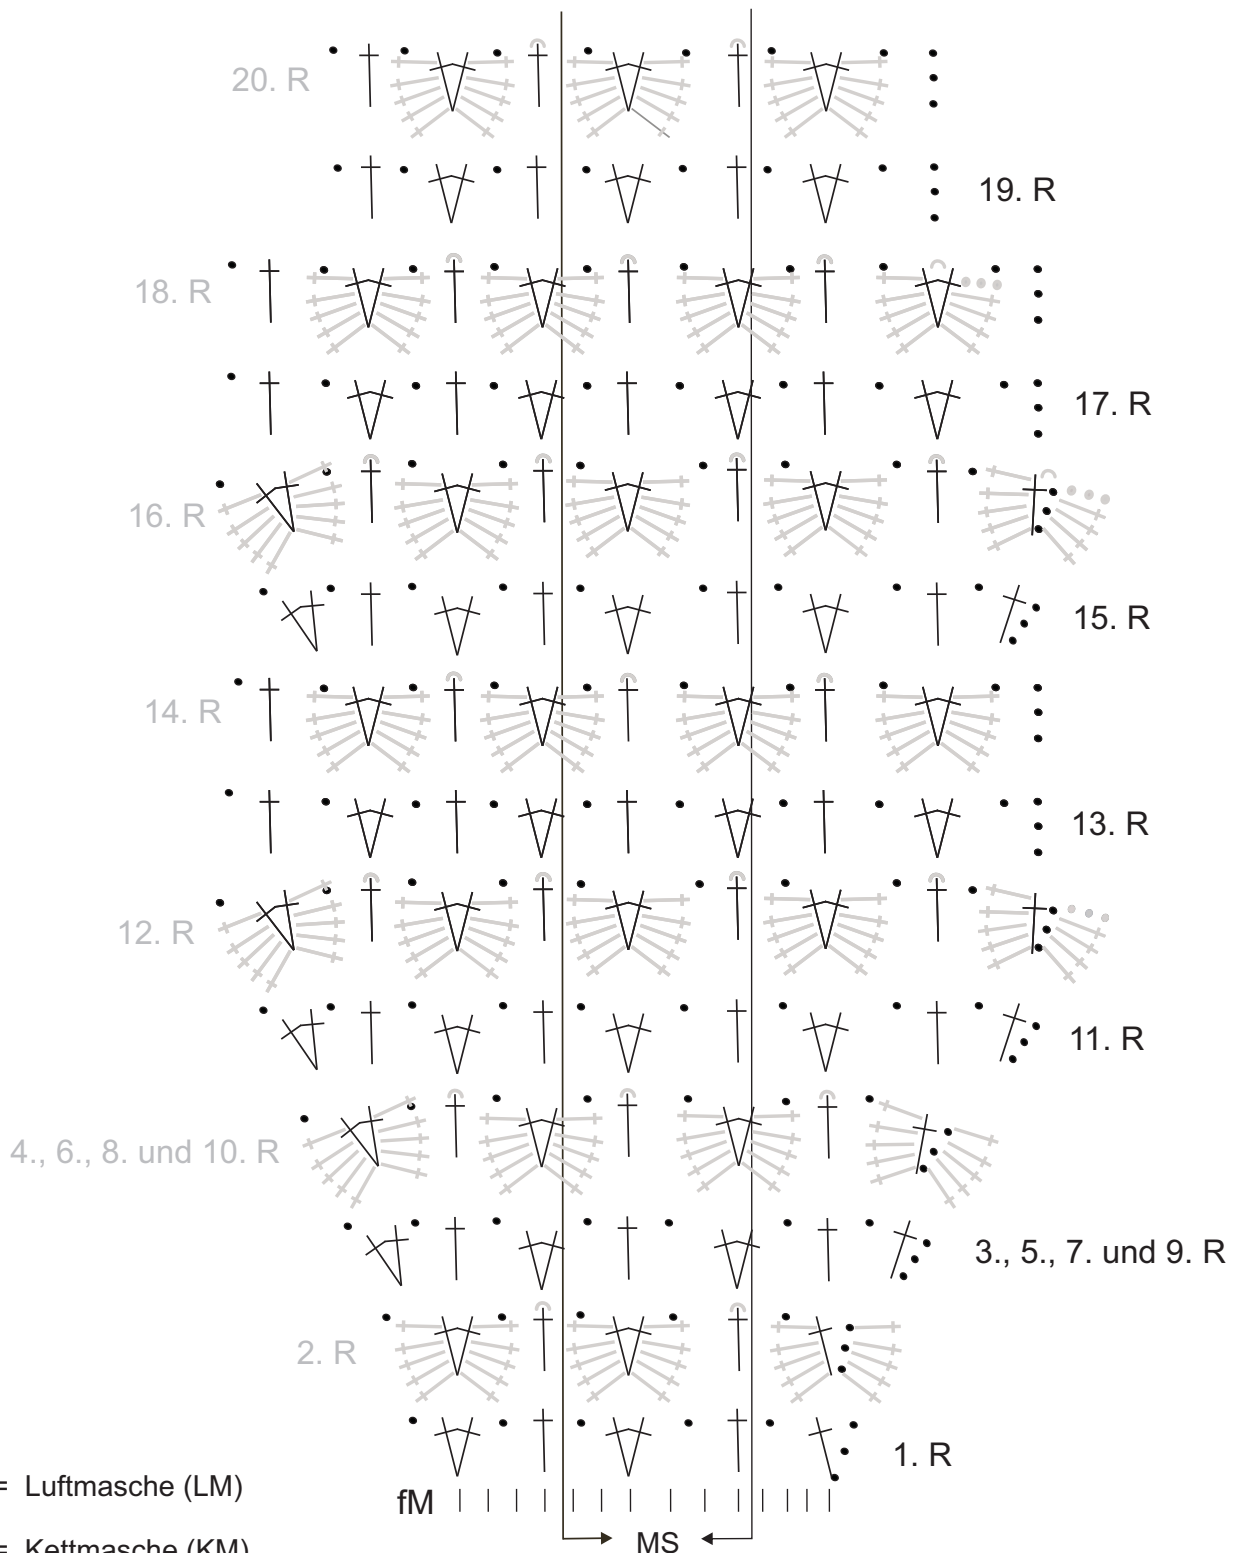 20. R
19. R
18. R
17. R
16. R
15. R
14. R
13. R
12. R
11. R
4., 6., 8. und 10. R
3., 5., 7. und 9. R
2. R
1. R
= Luftmasche (LM)
fM
MS
= Kettmasche (KM)